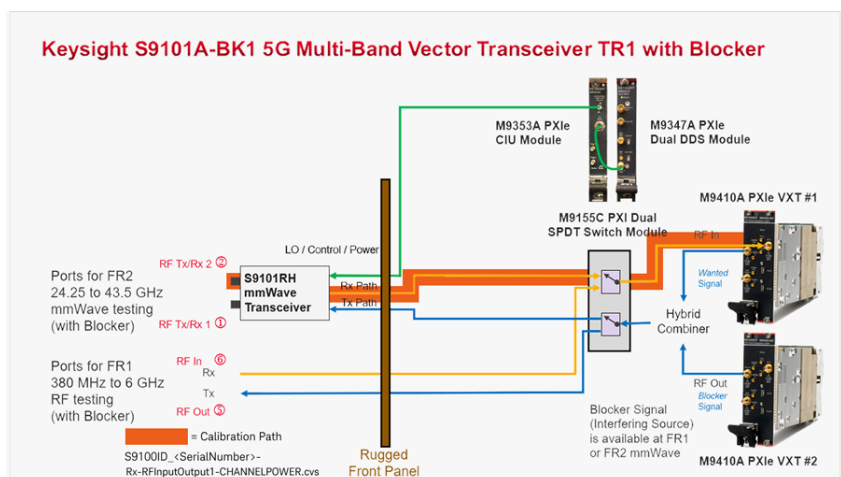 Keysight S9101A-BK1 5G Multi-Band Vector Transceiver TR1 with Blocker
M9353A PXIe
CIU Module
M9347A PXIe
Dual DDS Module
M9410A PXIe VXT #1
M9155C PXI Dual
SPDT Switch Module
RF In
LO / Control / Power
RF Tx/Rx 2 ②
Ports for FR2
24.25 to 43.5 GHz
mmWave testing
(with Blocker)
S9101RH
mmWave
Transceiver
Rx Path
Tx Path
Wanted
Signal
RF Tx/Rx 1 ①
Hybrid
Combiner
Ports for FR1
380 MHz to 6 GHz
RF testing
(with Blocker)
RF In ⑥
Rx
Tx
RF Out ⑤
RF Out
Blocker
Signal
Blocker Signal
(Interfering Source)
is available at FR1
or FR2 mmWave
= Calibration Path
S9100ID_<SerialNumber>-
Rx-RFInputOutput1-CHANNELPOWER.cvs
Rugged
Front Panel
M9410A PXIe VXT #2